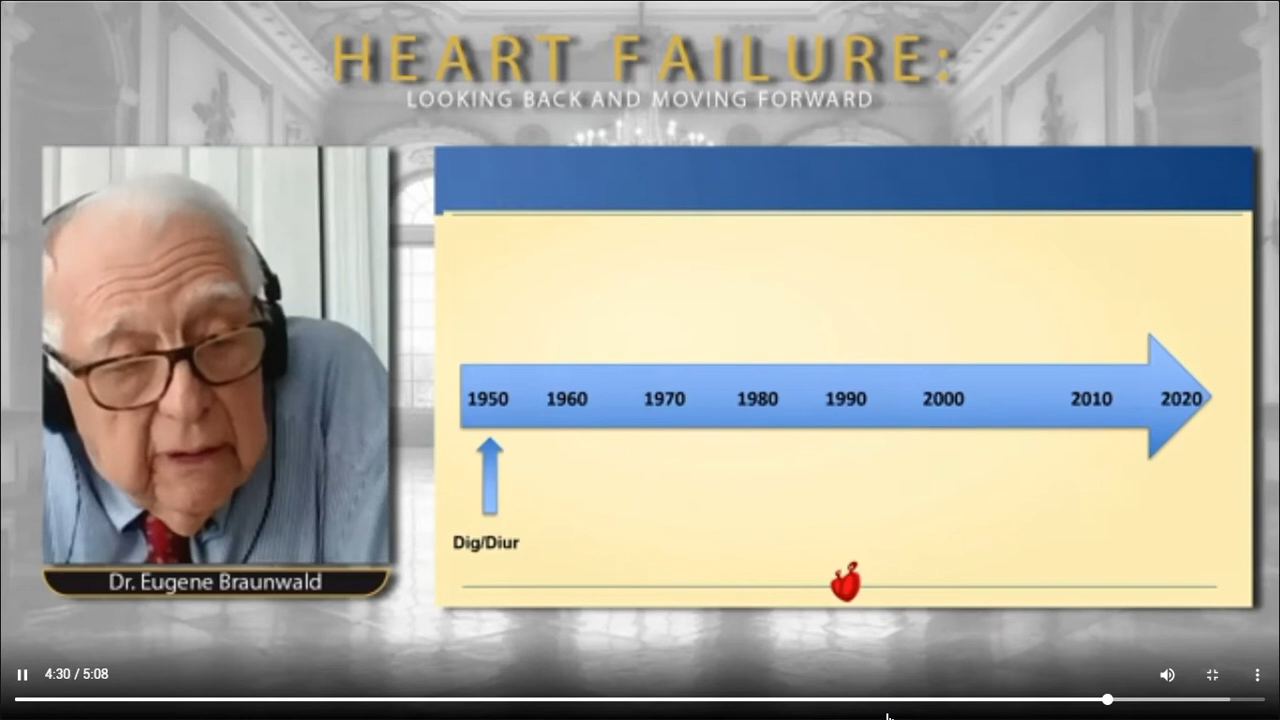 HEART FAILURE:
LOOKING BACK AND MOVING FORWARD
1950 1960 1970 1980 1990 2000 2010 2020
Dig/Diur
Dr. Eugene Braunwald
4:30 / 5:08